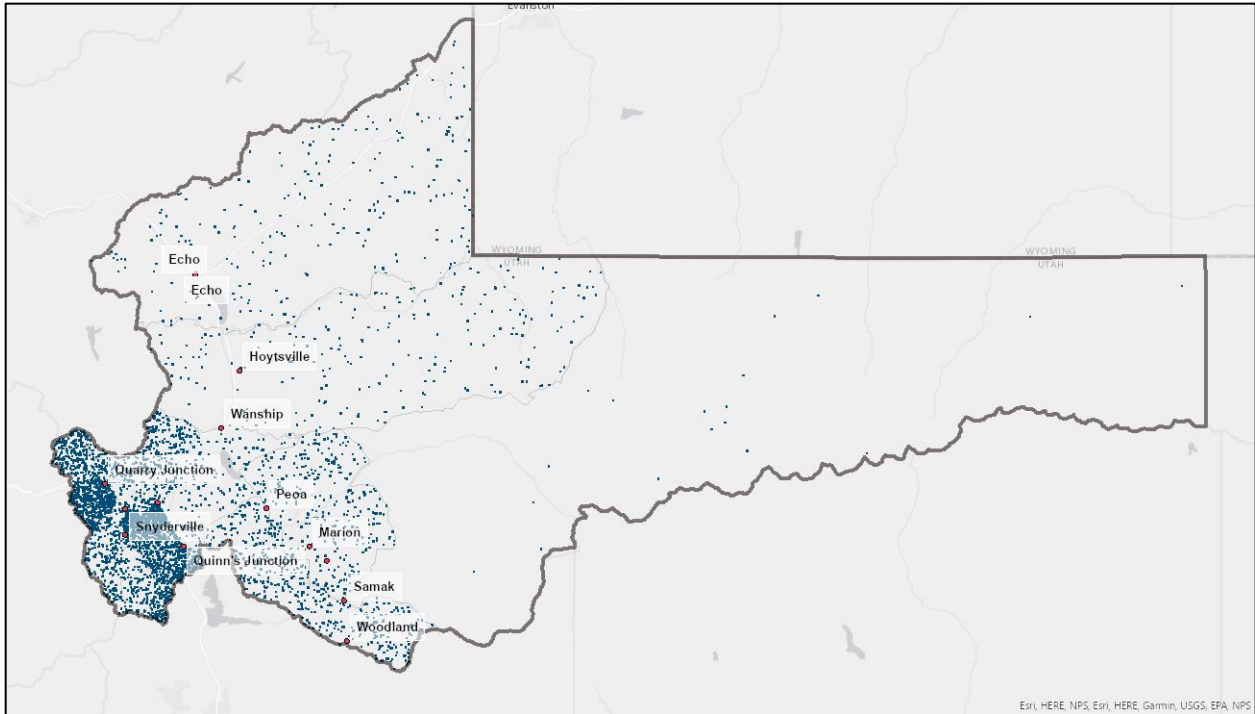 Evanston
WYOMING
UTAH
WYOMING
UTAH
Echo
Echo
Hoytsville
Wanship
Quarry Junction
Peoa
Snyderville
Marion
Quinn's Junction
Samak
Woodland
Esri, HERE, NPS, Esri, HERE, Garmin, USGS, EPA, NPS